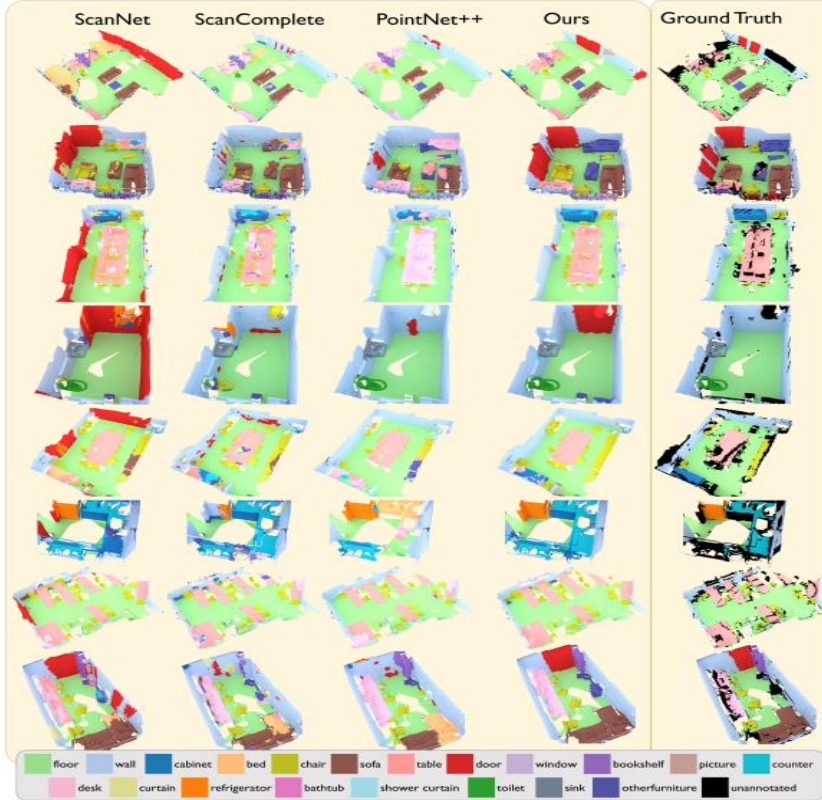 ScanNet ScanComplete PointNet++ Ours Ground Truth
floor wall cabinet bed chair sofa table door window bookshelf picture counter
desk curtain refrigerator bathtub shower curtain toilet sink otherfurniture unannotated